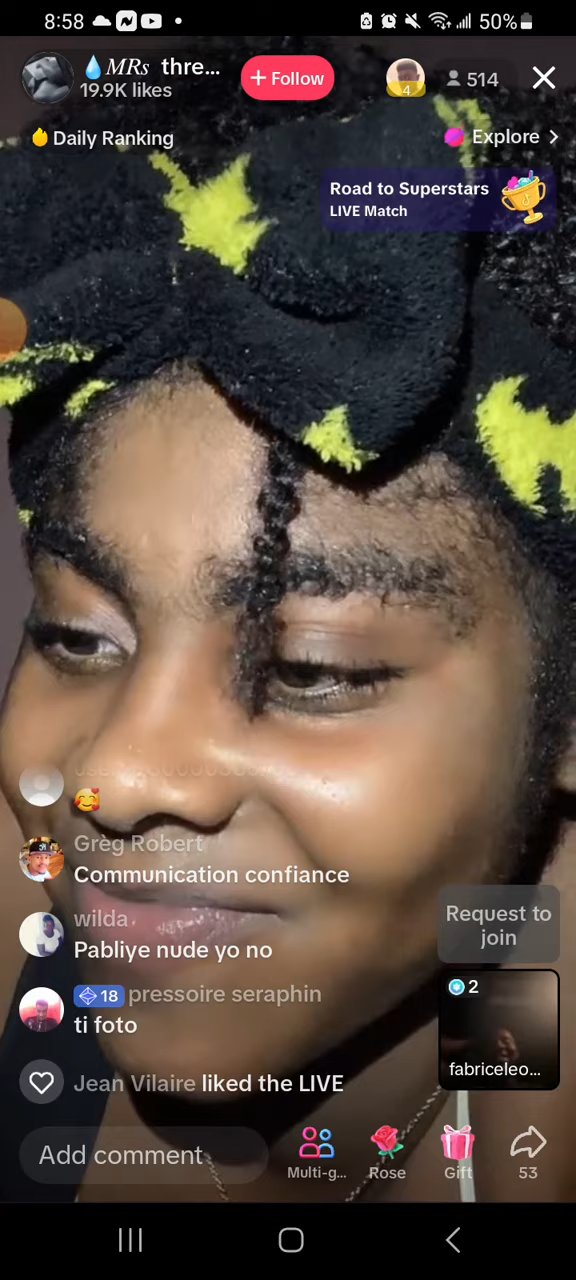 8:58
50%
💧MRs thre...
19.9K likes
+ Follow
4
514
🔥Daily Ranking
Explore >
Road to Superstars
LIVE Match
🥰
Grèg Robert
Communication confiance
wilda
Pabliye nude yo no
18 pressoire seraphin
ti foto
Jean Vilaire liked the LIVE
Request to
join
2
fabriceleo...
Add comment
Multi-g...
Rose
Gift
53